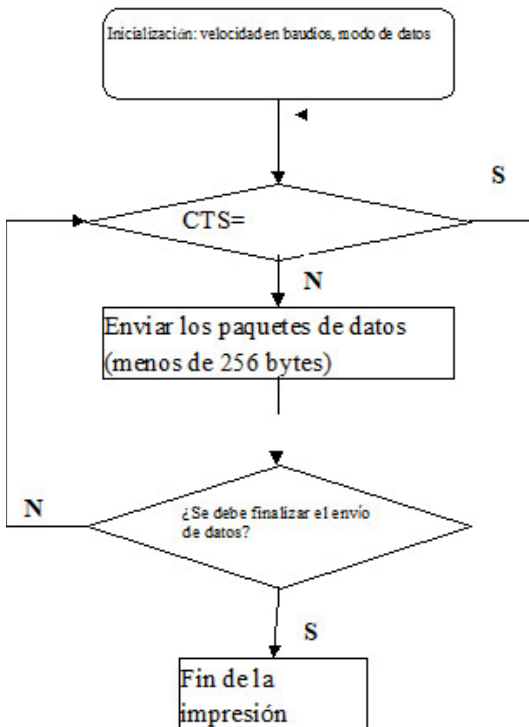 Inicialización: velocidad en baudios, modo de datos
S
CTS=
N
Enviar los paquetes de datos
(menos de 256 bytes)
¿Se debe finalizar el envío
de datos?
N
S
Fin de la
impresión